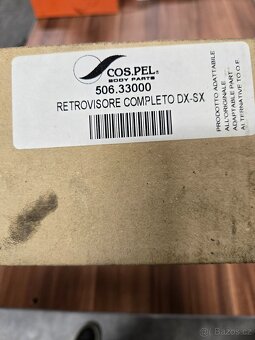 COS.PEL®
BODY PARTS
506.33000
RETROVISORE COMPLETO DX-SX
PRODOTTO ADATTABILE
ALL'ORIGINALE
ADAPTABLE PART
ALTERNATIVE TO O.E.
Bazoš.cz